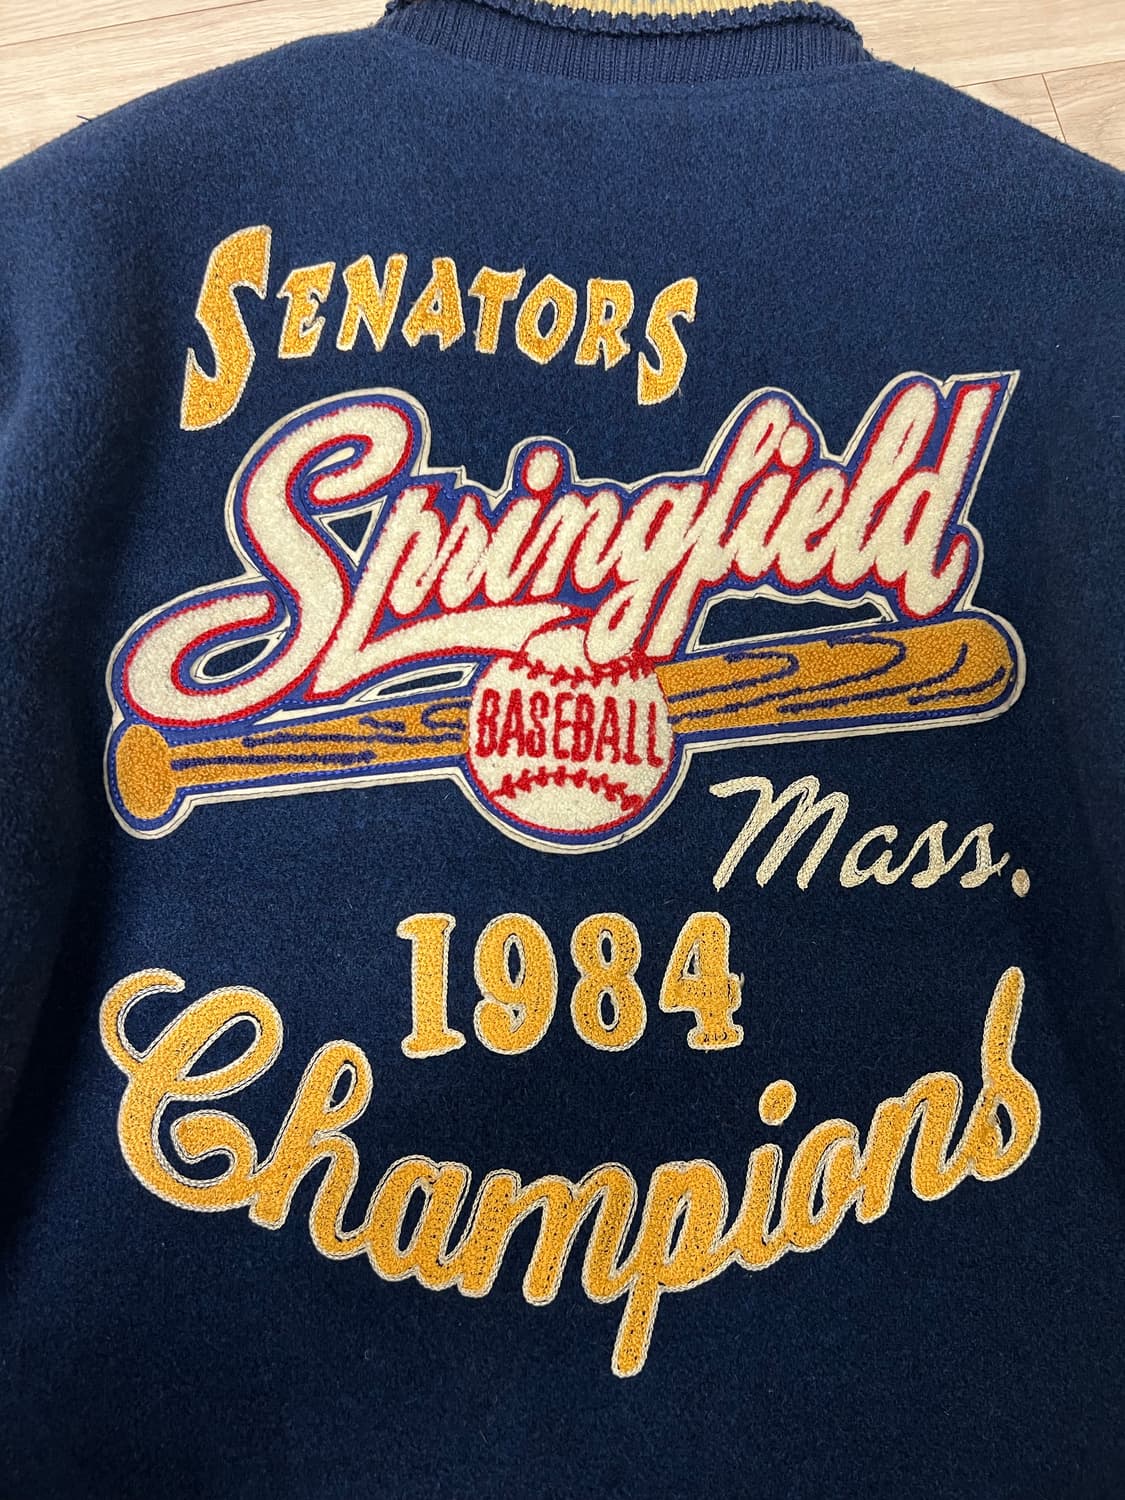 SENATORS
Springfield
BASEBALL
Mass.
1984
Champions